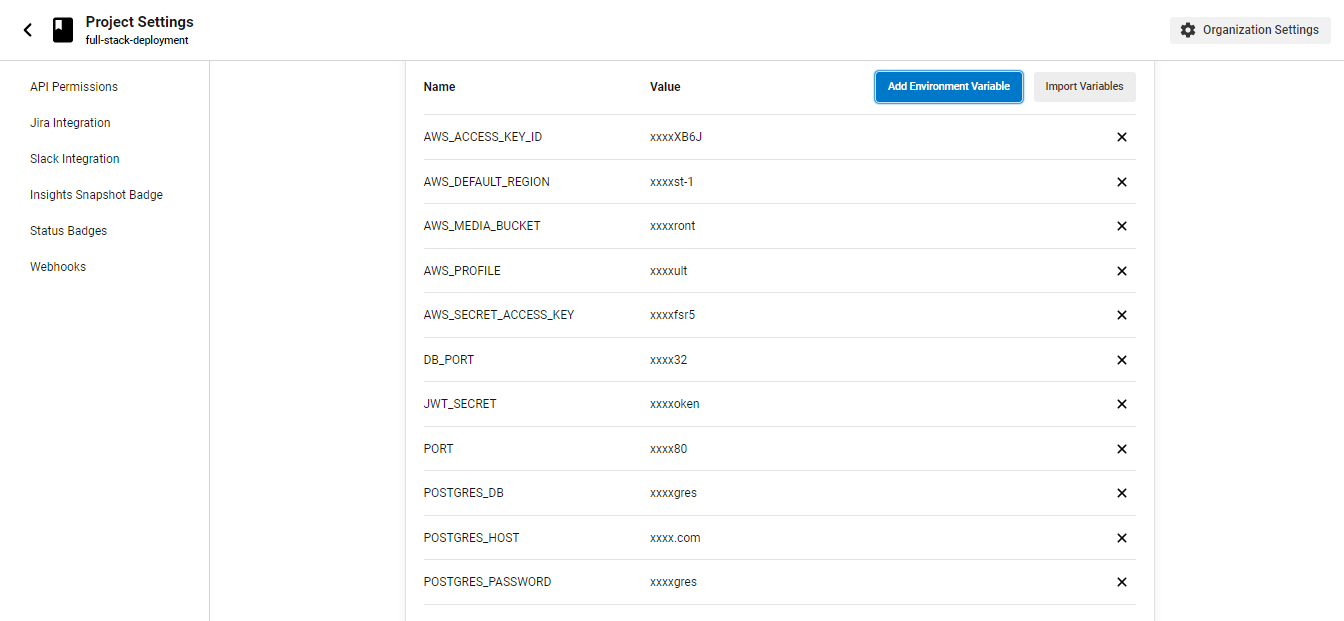 Project Settings
full-stack-deployment
Organization Settings
API Permissions
Jira Integration
Slack Integration
Insights Snapshot Badge
Status Badges
Webhooks
Name Value Add Environment Variable Import Variables
AWS_ACCESS_KEY_ID xxxxXB6J
AWS_DEFAULT_REGION xxxxst-1
AWS_MEDIA_BUCKET xxxxront
AWS_PROFILE xxxxult
AWS_SECRET_ACCESS_KEY xxxxfsr5
DB_PORT xxxx32
JWT_SECRET xxxxoken
PORT xxxx80
POSTGRES_DB xxxxgres
POSTGRES_HOST xxxx.com
POSTGRES_PASSWORD xxxxgres